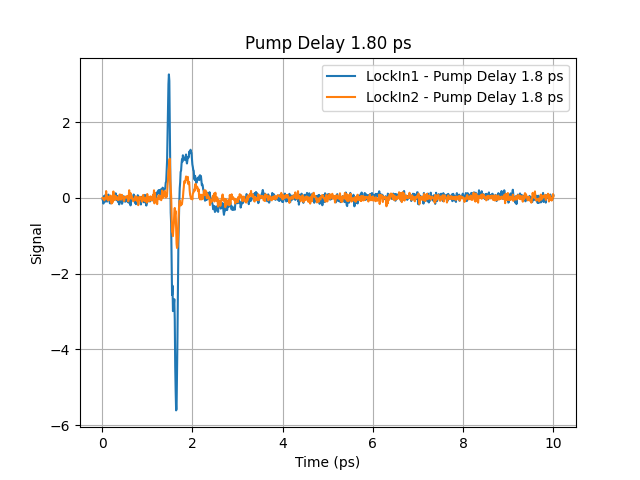 Pump Delay 1.80 ps
LockIn1 - Pump Delay 1.8 ps
LockIn2 - Pump Delay 1.8 ps
2
0
−2
−4
−6
Signal
0 2 4 6 8 10
Time (ps)